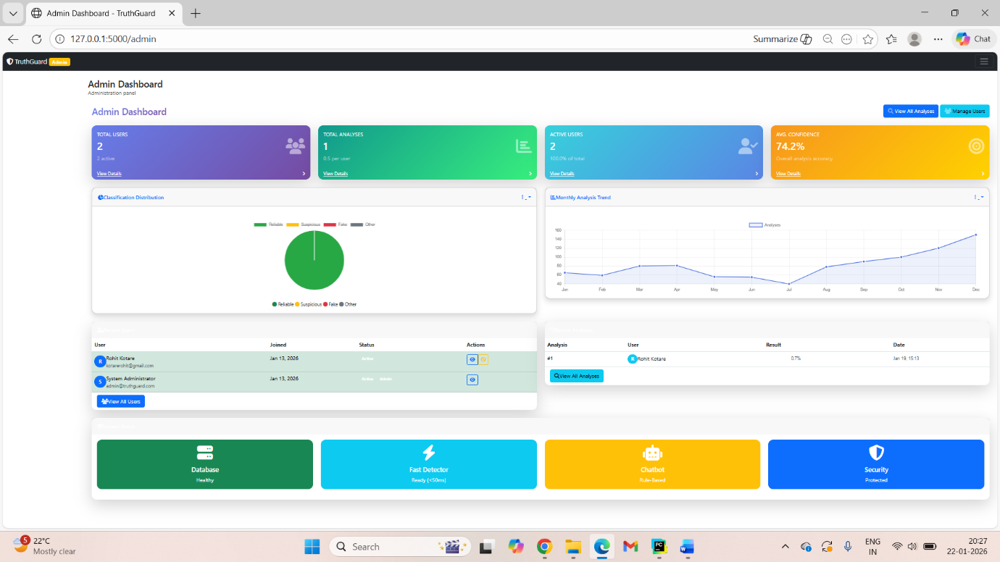 Admin Dashboard - TruthGuard
127.0.0.1:5000/admin
Summarize
Chat
TruthGuard Admin
Admin Dashboard
Administration panel
Admin Dashboard
View All Analyses
Manage Users
TOTAL USERS
2
2 active
View Details
TOTAL ANALYSES
1
0.5 per user
View Details
ACTIVE USERS
2
100.0% of total
View Details
AVG. CONFIDENCE
74.2%
Overall analysis accuracy
View Details
Classification Distribution
Reliable Suspicious Fake Other
Reliable Suspicious Fake Other
Monthly Analysis Trend
Analyses
160
140
120
100
80
60
40
Jan Feb Mar Apr May Jun Jul Aug Sep Oct Nov Dec
User Joined Status Actions
R Rohit Kotare Jan 13, 2026 Active
kotarerohit@gmail.com
S System Administrator Jan 13, 2026 Active Admin
admin@truthguard.com
View All Users
Analysis User Result Date
#1 R Rohit Kotare 0.7% Jan 19, 15:13
View All Analyses
Database
Healthy
Fast Detector
Ready (<50ms)
Chatbot
Rule-Based
Security
Protected
5
22°C
Mostly clear
Search
ENG
IN
20:27
22-01-2026